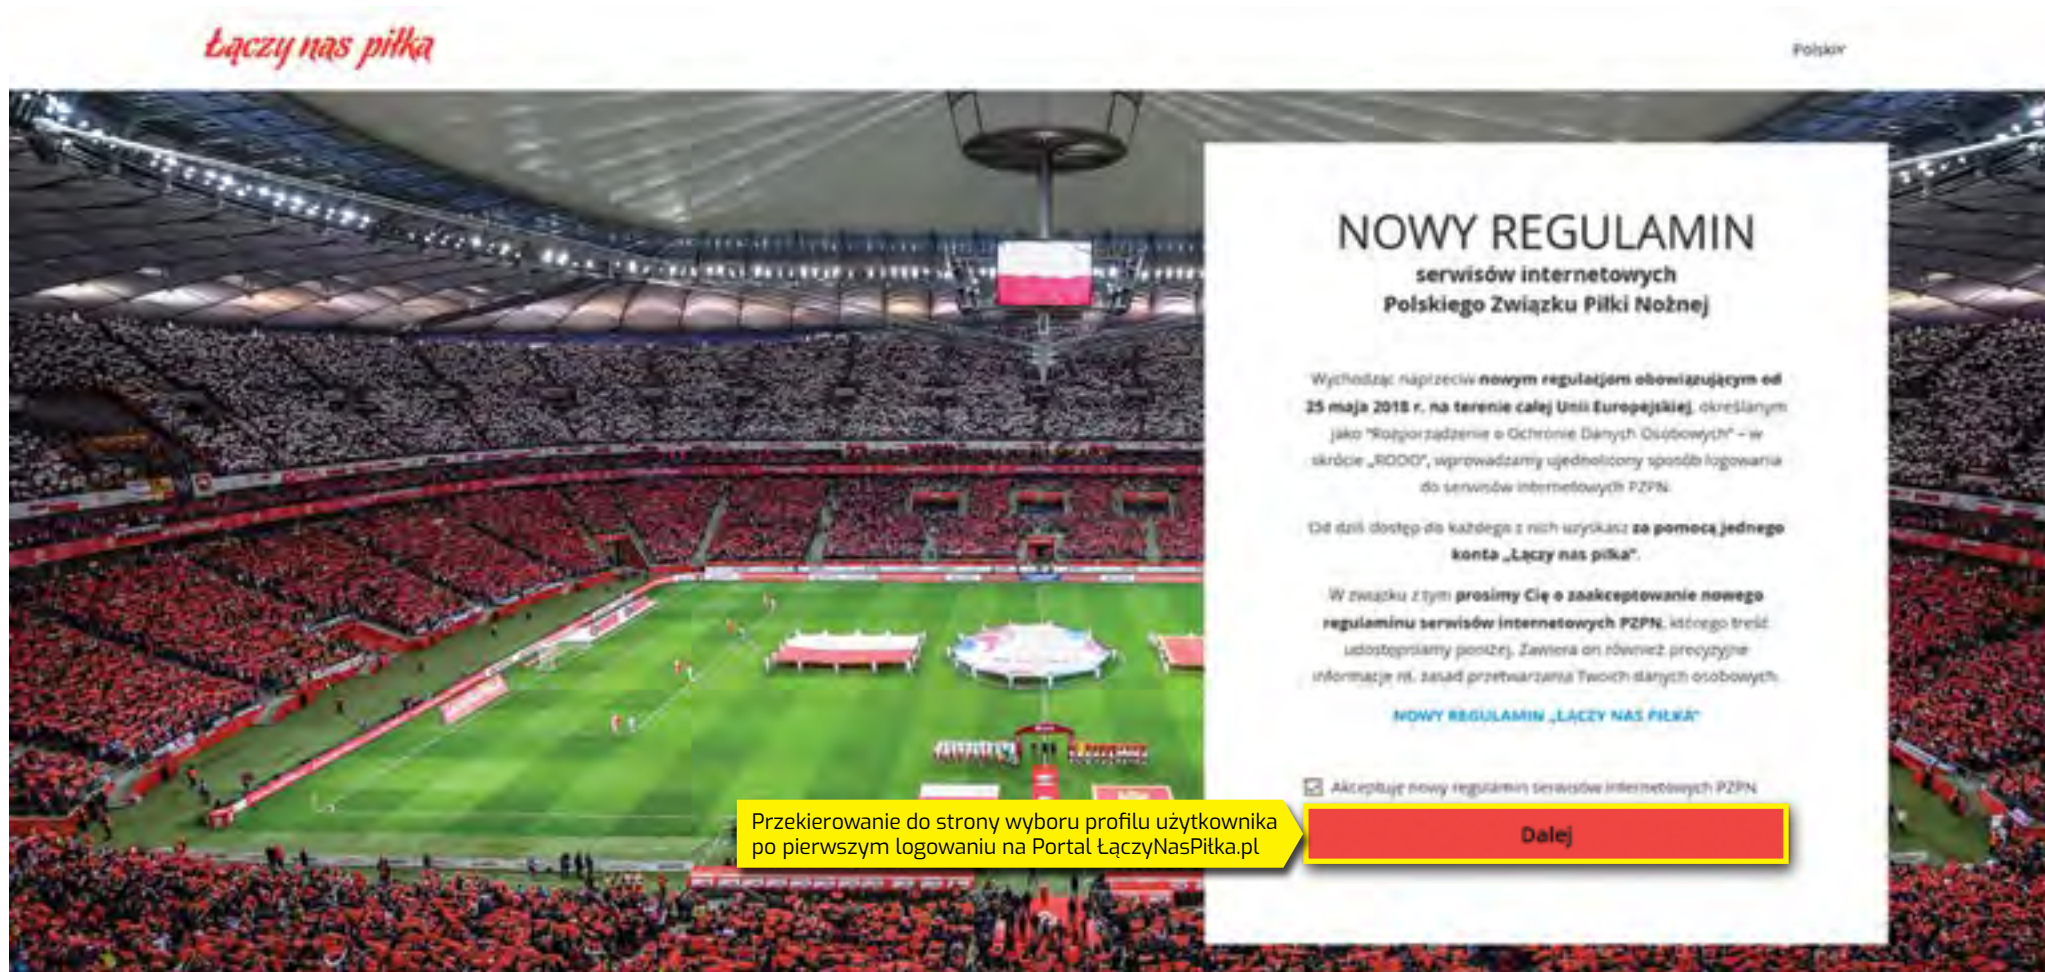 Łączy nas piłka
Polski
NOWY REGULAMIN
serwisów internetowych
Polskiego Związku Piłki Nożnej
Wychodząc naprzeciw nowym regulacjom obowiązującym od
25 maja 2018 r. na terenie całej Unii Europejskiej, określanym
jako "Rozporządzenie o Ochronie Danych Osobowych" – w
skrócie „RODO", wprowadzamy ujednolicony sposób logowania
do serwisów internetowych PZPN.
Od dziś dostęp do każdego z nich uzyskasz za pomocą jednego
konta „Łączy nas piłka".
W związku z tym prosimy Cię o zaakceptowanie nowego
regulaminu serwisów internetowych PZPN, którego treść
udostępniamy poniżej. Zawiera on również precyzyjne
informacje nt. zasad przetwarzania Twoich danych osobowych.
NOWY REGULAMIN „ŁĄCZY NAS PIŁKA"
Akceptuję nowy regulamin serwisów internetowych PZPN
Przekierowanie do strony wyboru profilu użytkownika
po pierwszym logowaniu na Portal ŁączyNasPiłka.pl
Dalej